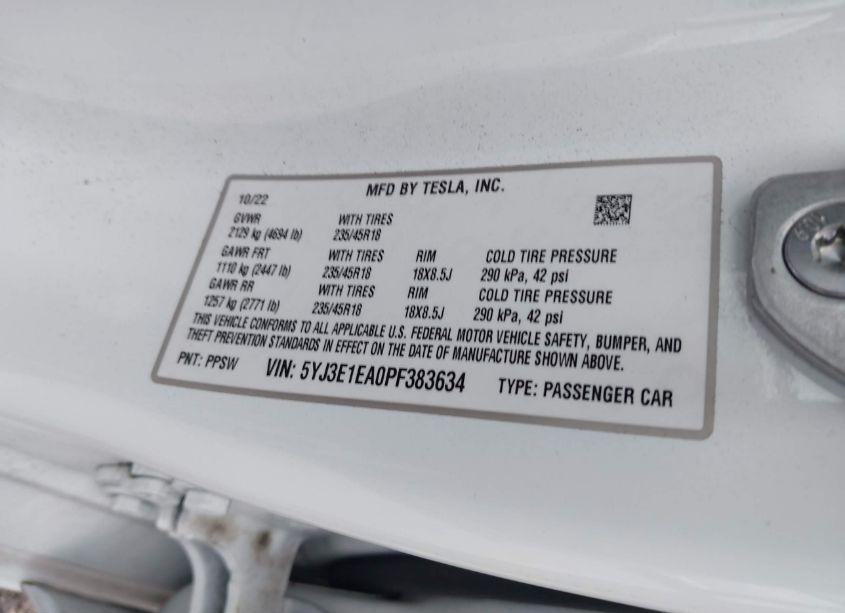 MFD BY TESLA, INC.
10/22
GVWR WITH TIRES
2129 kg (4694 lb) 235/45R18
GAWR FRT WITH TIRES RIM COLD TIRE PRESSURE
1110 kg (2447 lb) 235/45R18 18X8.5J 290 kPa, 42 psi
GAWR RR WITH TIRES RIM COLD TIRE PRESSURE
1257 kg (2771 lb) 235/45R18 18X8.5J 290 kPa, 42 psi
THIS VEHICLE CONFORMS TO ALL APPLICABLE U.S. FEDERAL MOTOR VEHICLE SAFETY, BUMPER, AND
THEFT PREVENTION STANDARDS IN EFFECT ON THE DATE OF MANUFACTURE SHOWN ABOVE.
PNT: PPSW VIN: 5YJ3E1EA0PF383634 TYPE: PASSENGER CAR